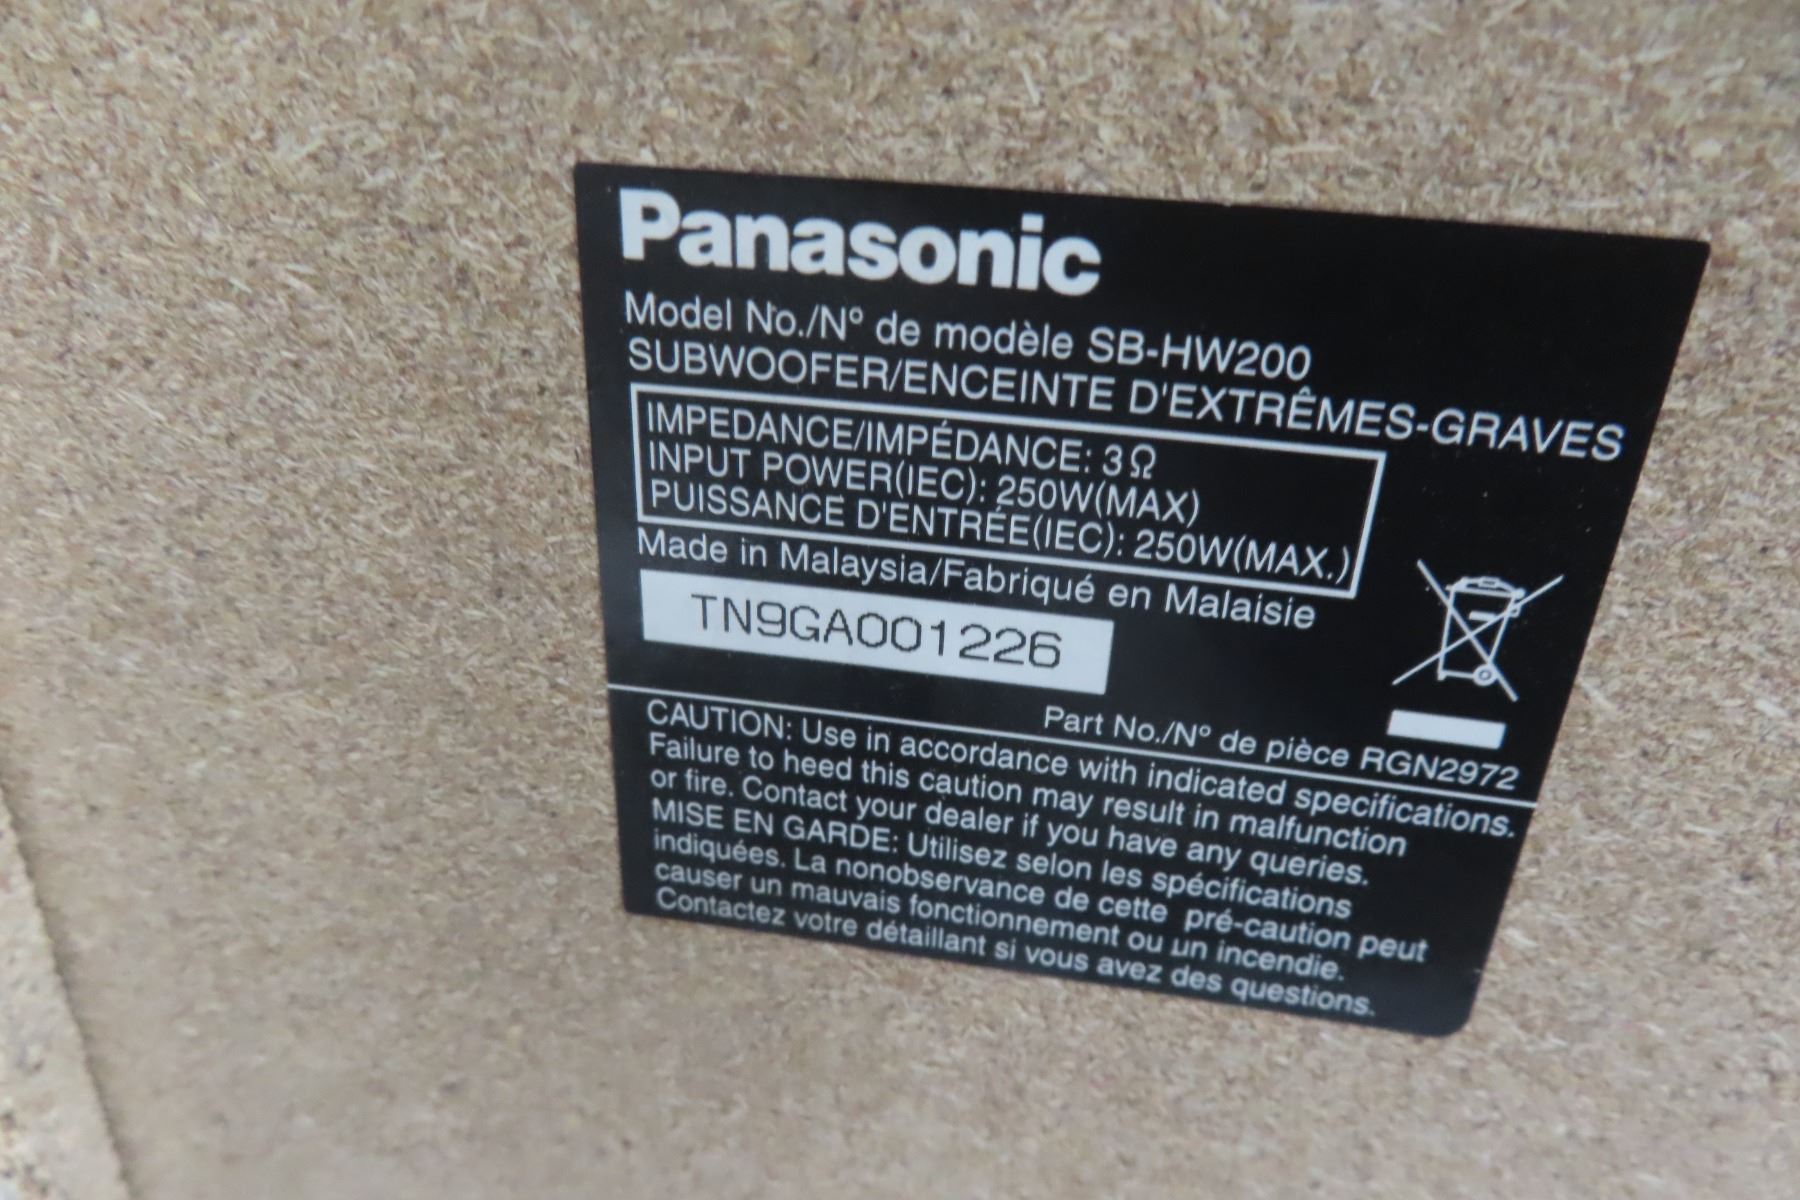 Panasonic
Model No./N° de modèle SB-HW200
SUBWOOFER/ENCEINTE D'EXTRÊMES-GRAVES
IMPEDANCE/IMPÉDANCE: 3Ω
INPUT POWER(IEC): 250W(MAX)
PUISSANCE D'ENTRÉE(IEC): 250W(MAX.)
Made in Malaysia/Fabriqué en Malaisie
TN9GA001226
Part No./N° de pièce RGN2972
CAUTION: Use in accordance with indicated specifications.
Failure to heed this caution may result in malfunction
or fire. Contact your dealer if you have any queries.
MISE EN GARDE: Utilisez selon les spécifications
indiquées. La nonobservance de cette pré-caution peut
causer un mauvais fonctionnement ou un incendie.
Contactez votre détaillant si vous avez des questions.